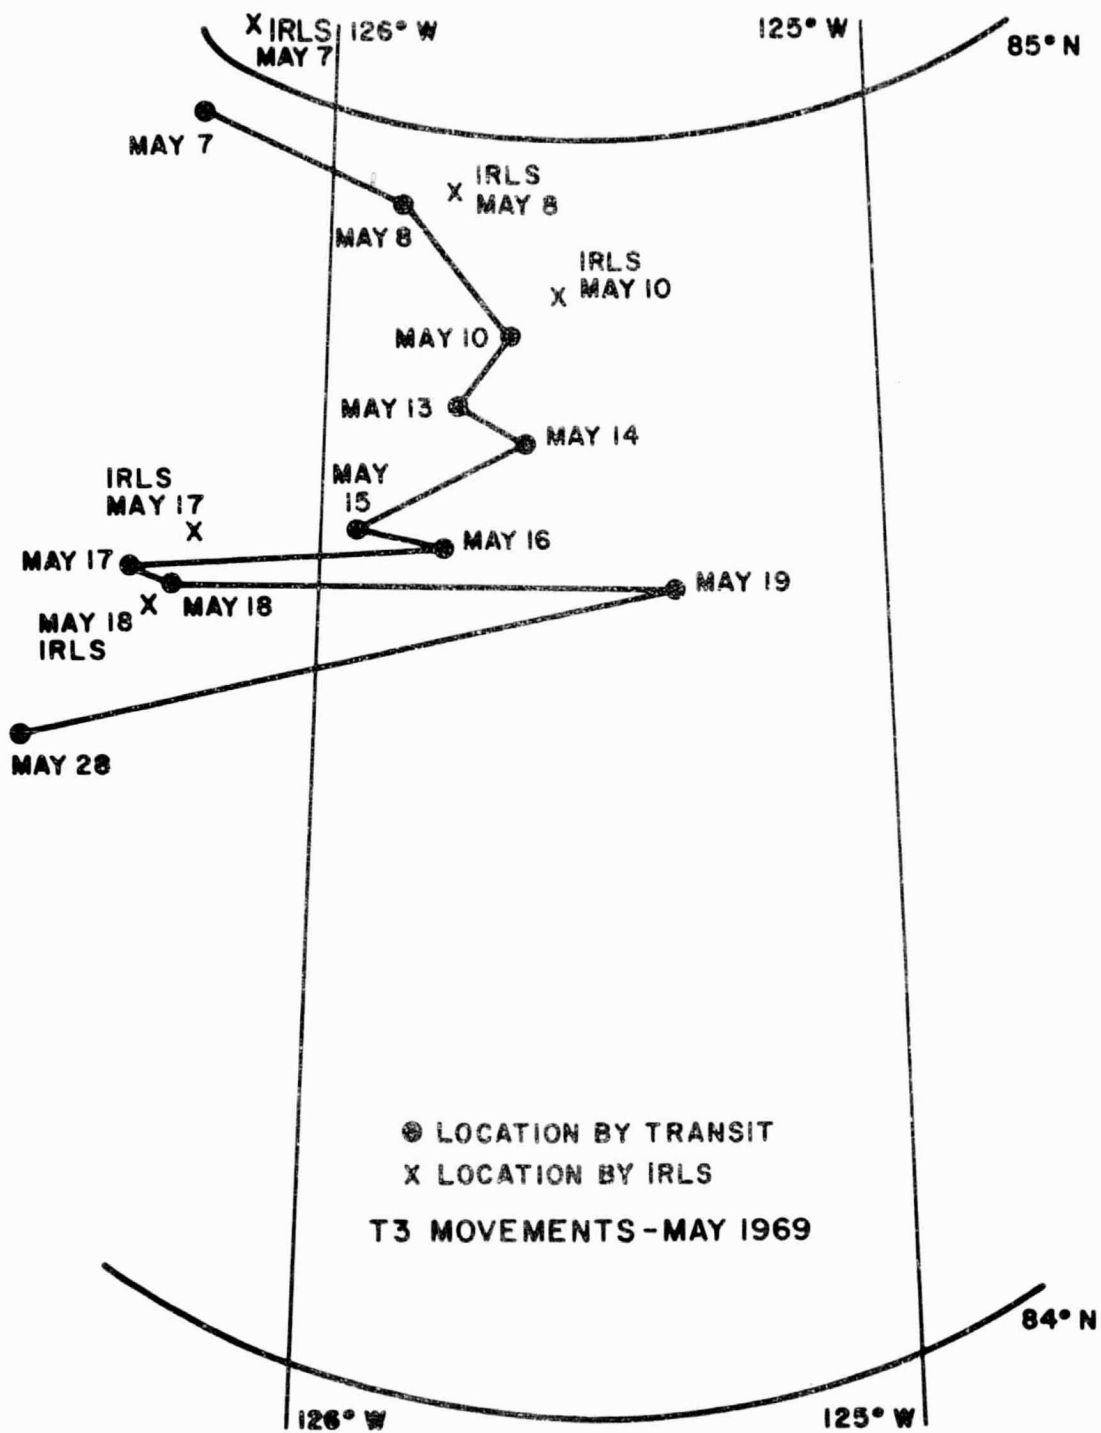 X IRLS
MAY 7
126° W
125° W
85° N
MAY 7
X IRLS
MAY 8
MAY 8
IRLS
X MAY 10
MAY 10
MAY 13
MAY 14
IRLS
MAY 17
X
MAY
15
MAY 16
MAY 17
X
MAY 18
MAY 19
MAY 18
IRLS
MAY 28
LOCATION BY TRANSIT
X LOCATION BY IRLS
T3 MOVEMENTS-MAY 1969
84° N
126° W
125° W